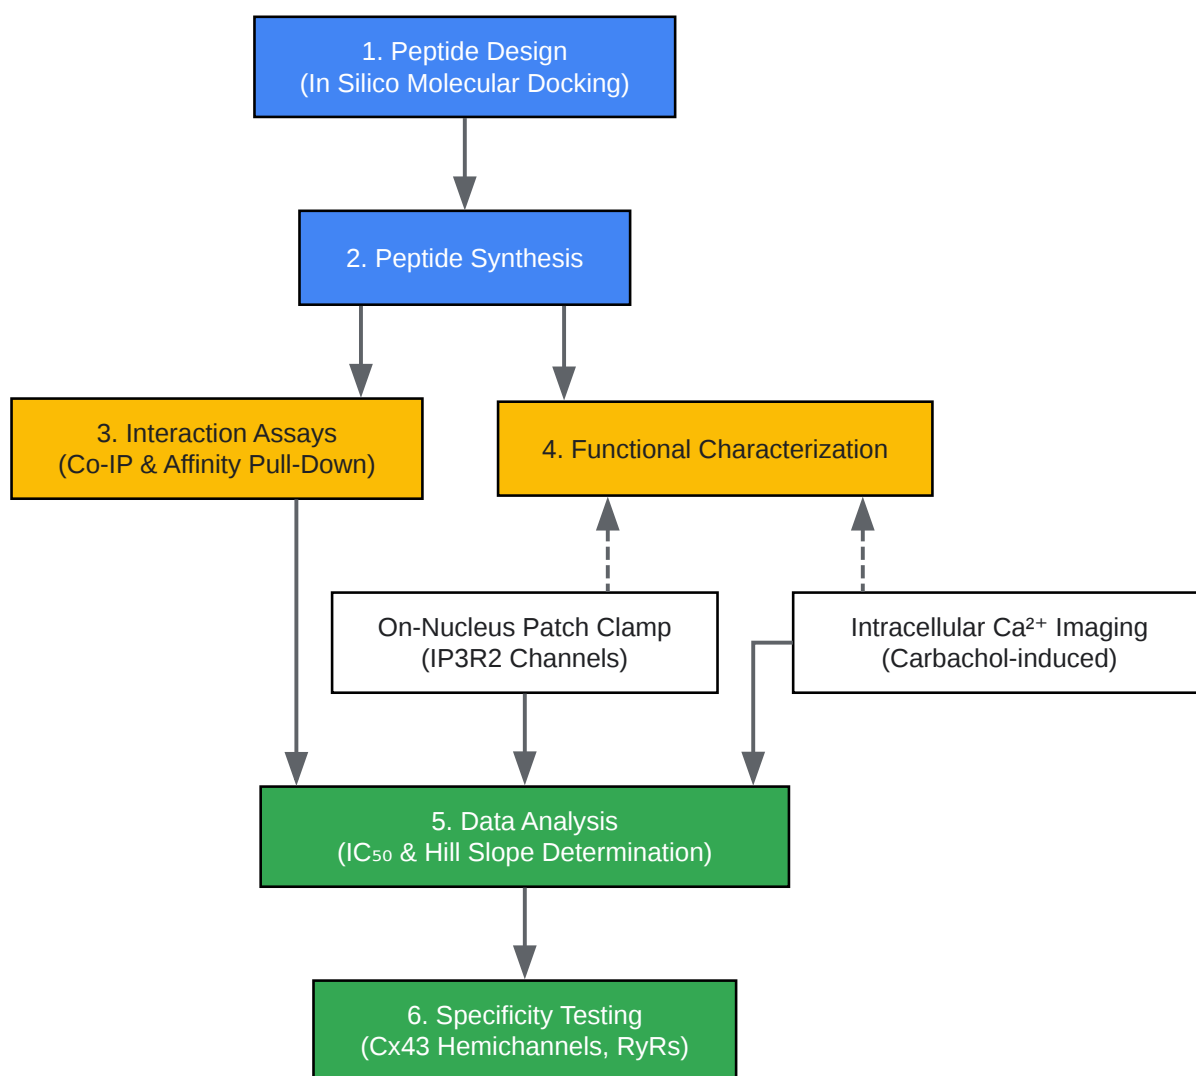 1. Peptide Design
(In Silico Molecular Docking)
2. Peptide Synthesis
3. Interaction Assays
(Co-IP & Affinity Pull-Down)
4. Functional Characterization
On-Nucleus Patch Clamp
(IP3R2 Channels)
Intracellular Ca²⁺ Imaging
(Carbachol-induced)
5. Data Analysis
(IC₅₀ & Hill Slope Determination)
6. Specificity Testing
(Cx43 Hemichannels, RyRs)